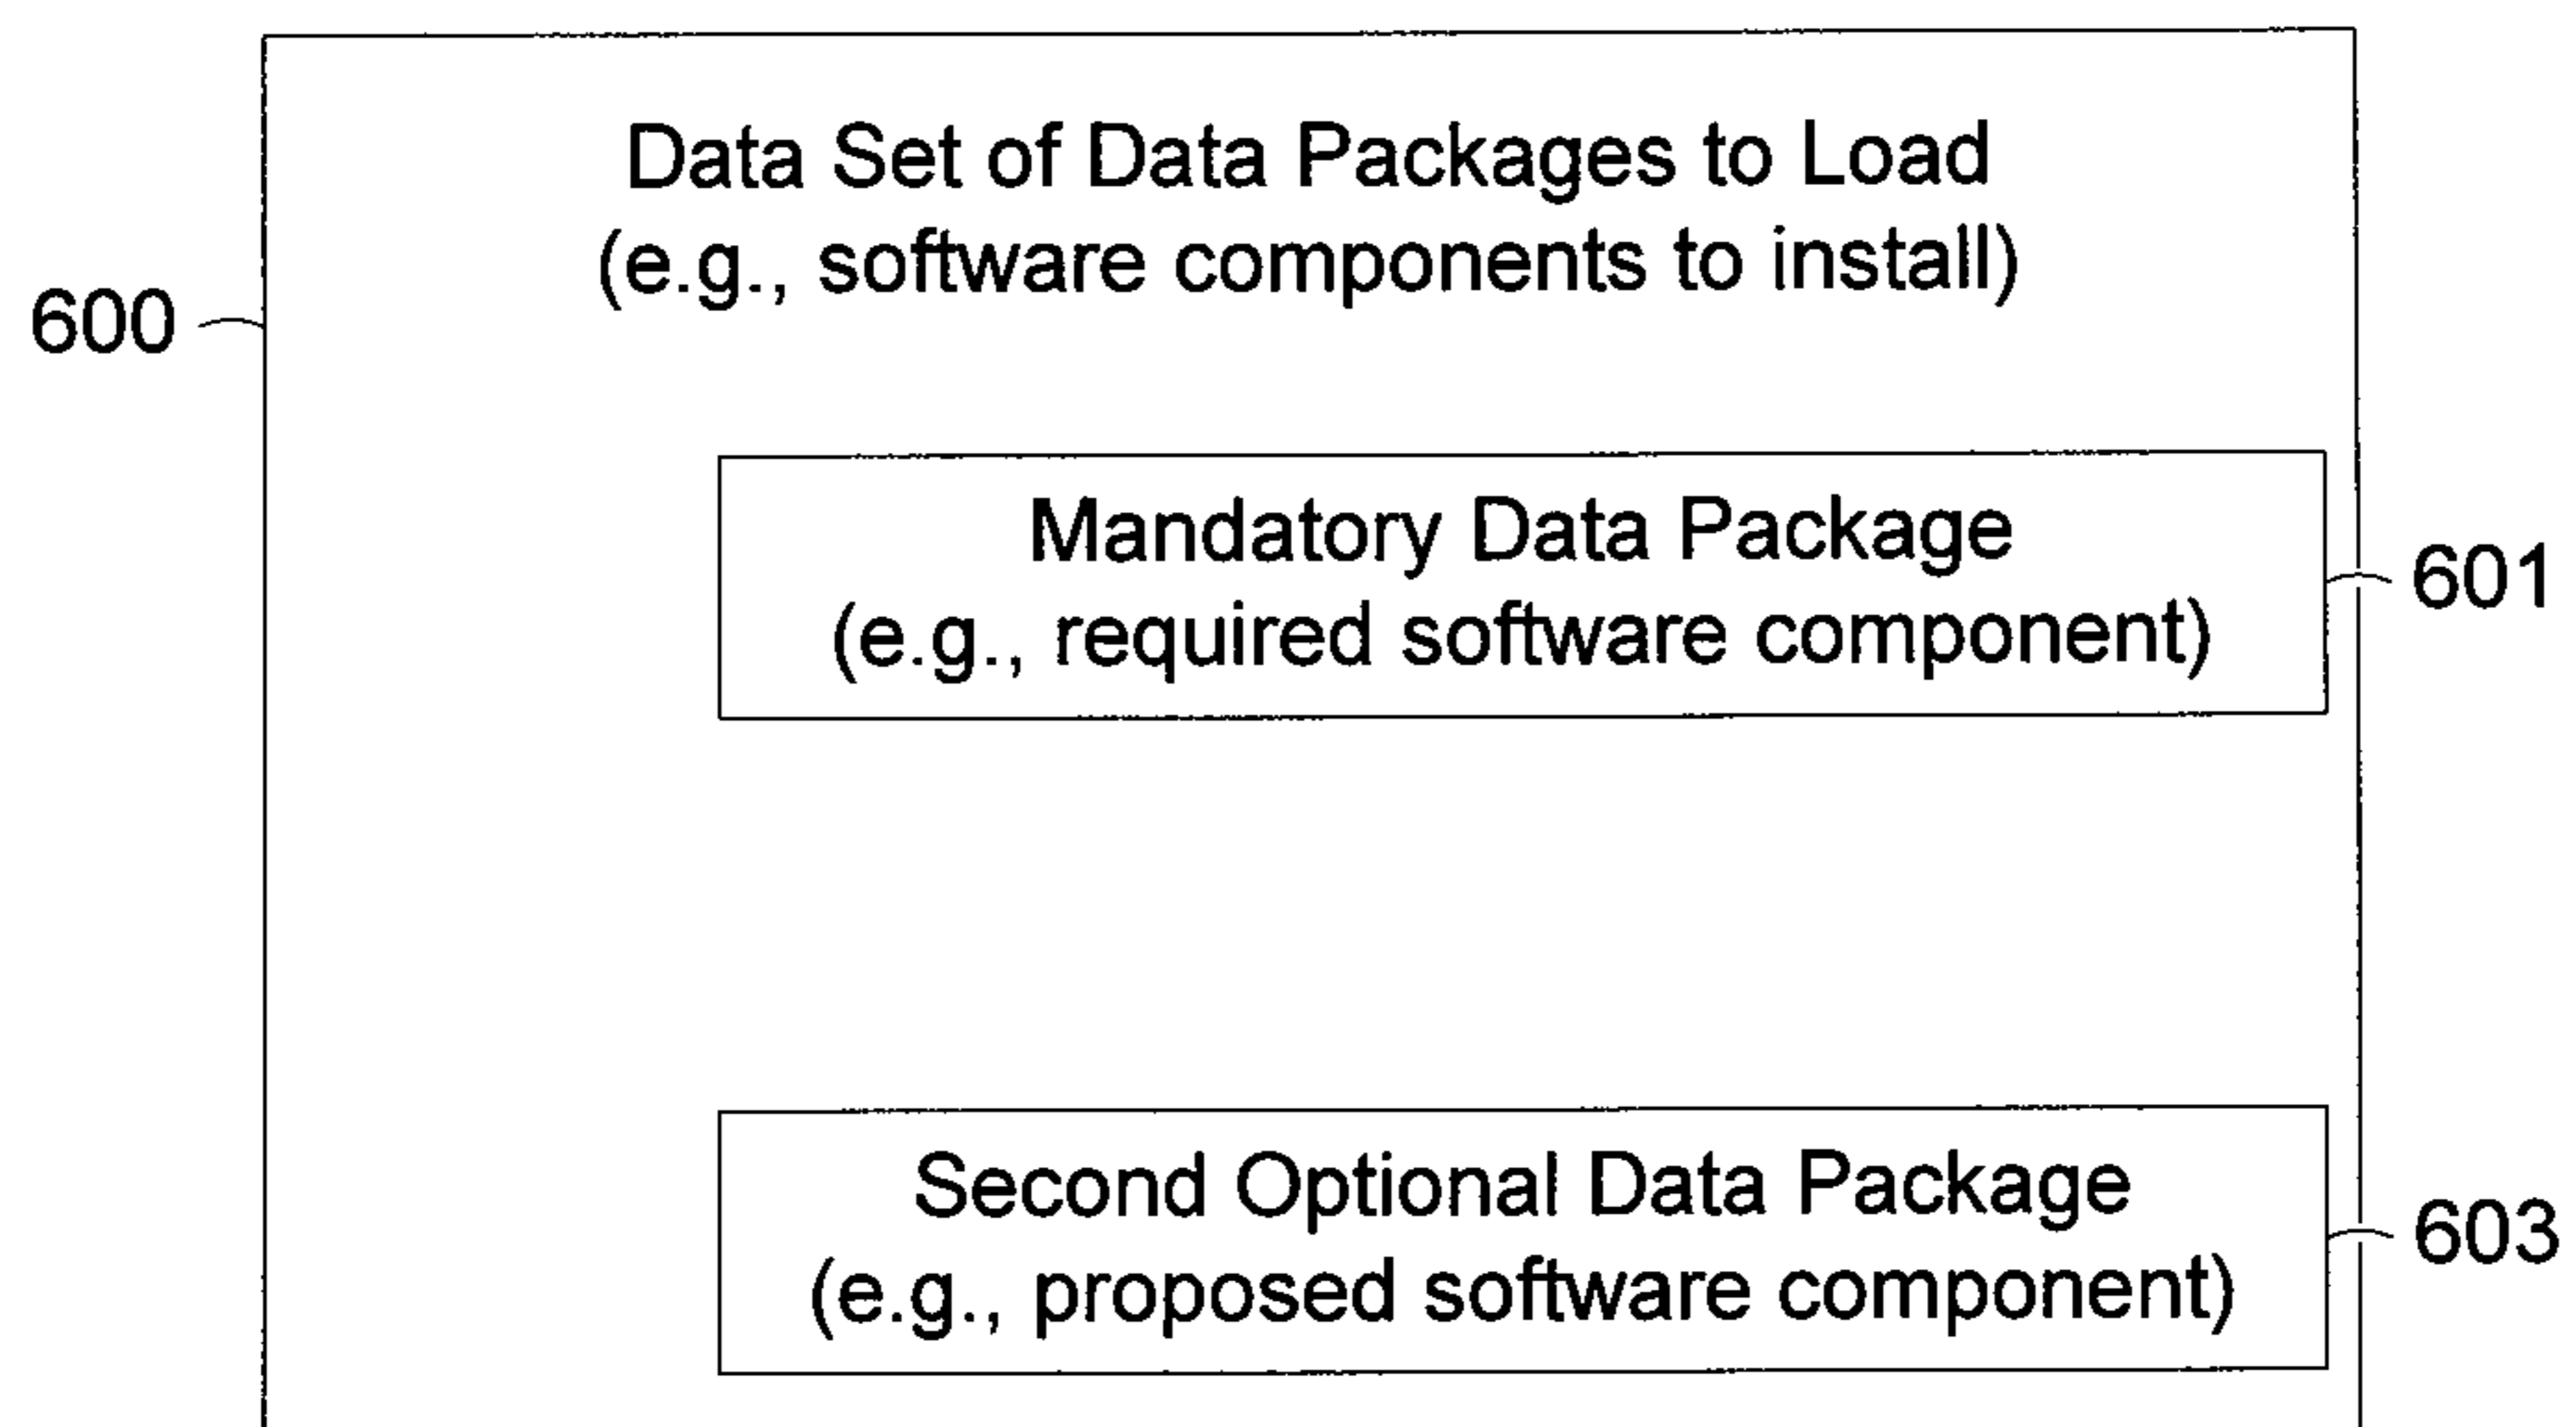 Data Set of Data Packages to Load
(e.g., software components to install)
600
Mandatory Data Package
(e.g., required software component)
601
Second Optional Data Package
(e.g., proposed software component)
603